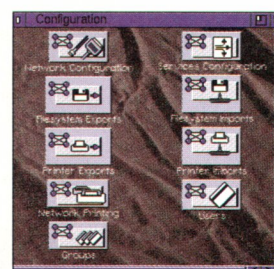 Configuration
Network Configuration
Services Configuration
Filesystem Exports
Filesystem Imports
Printer Exports
Printer Imports
Network Printing
Users
Groups